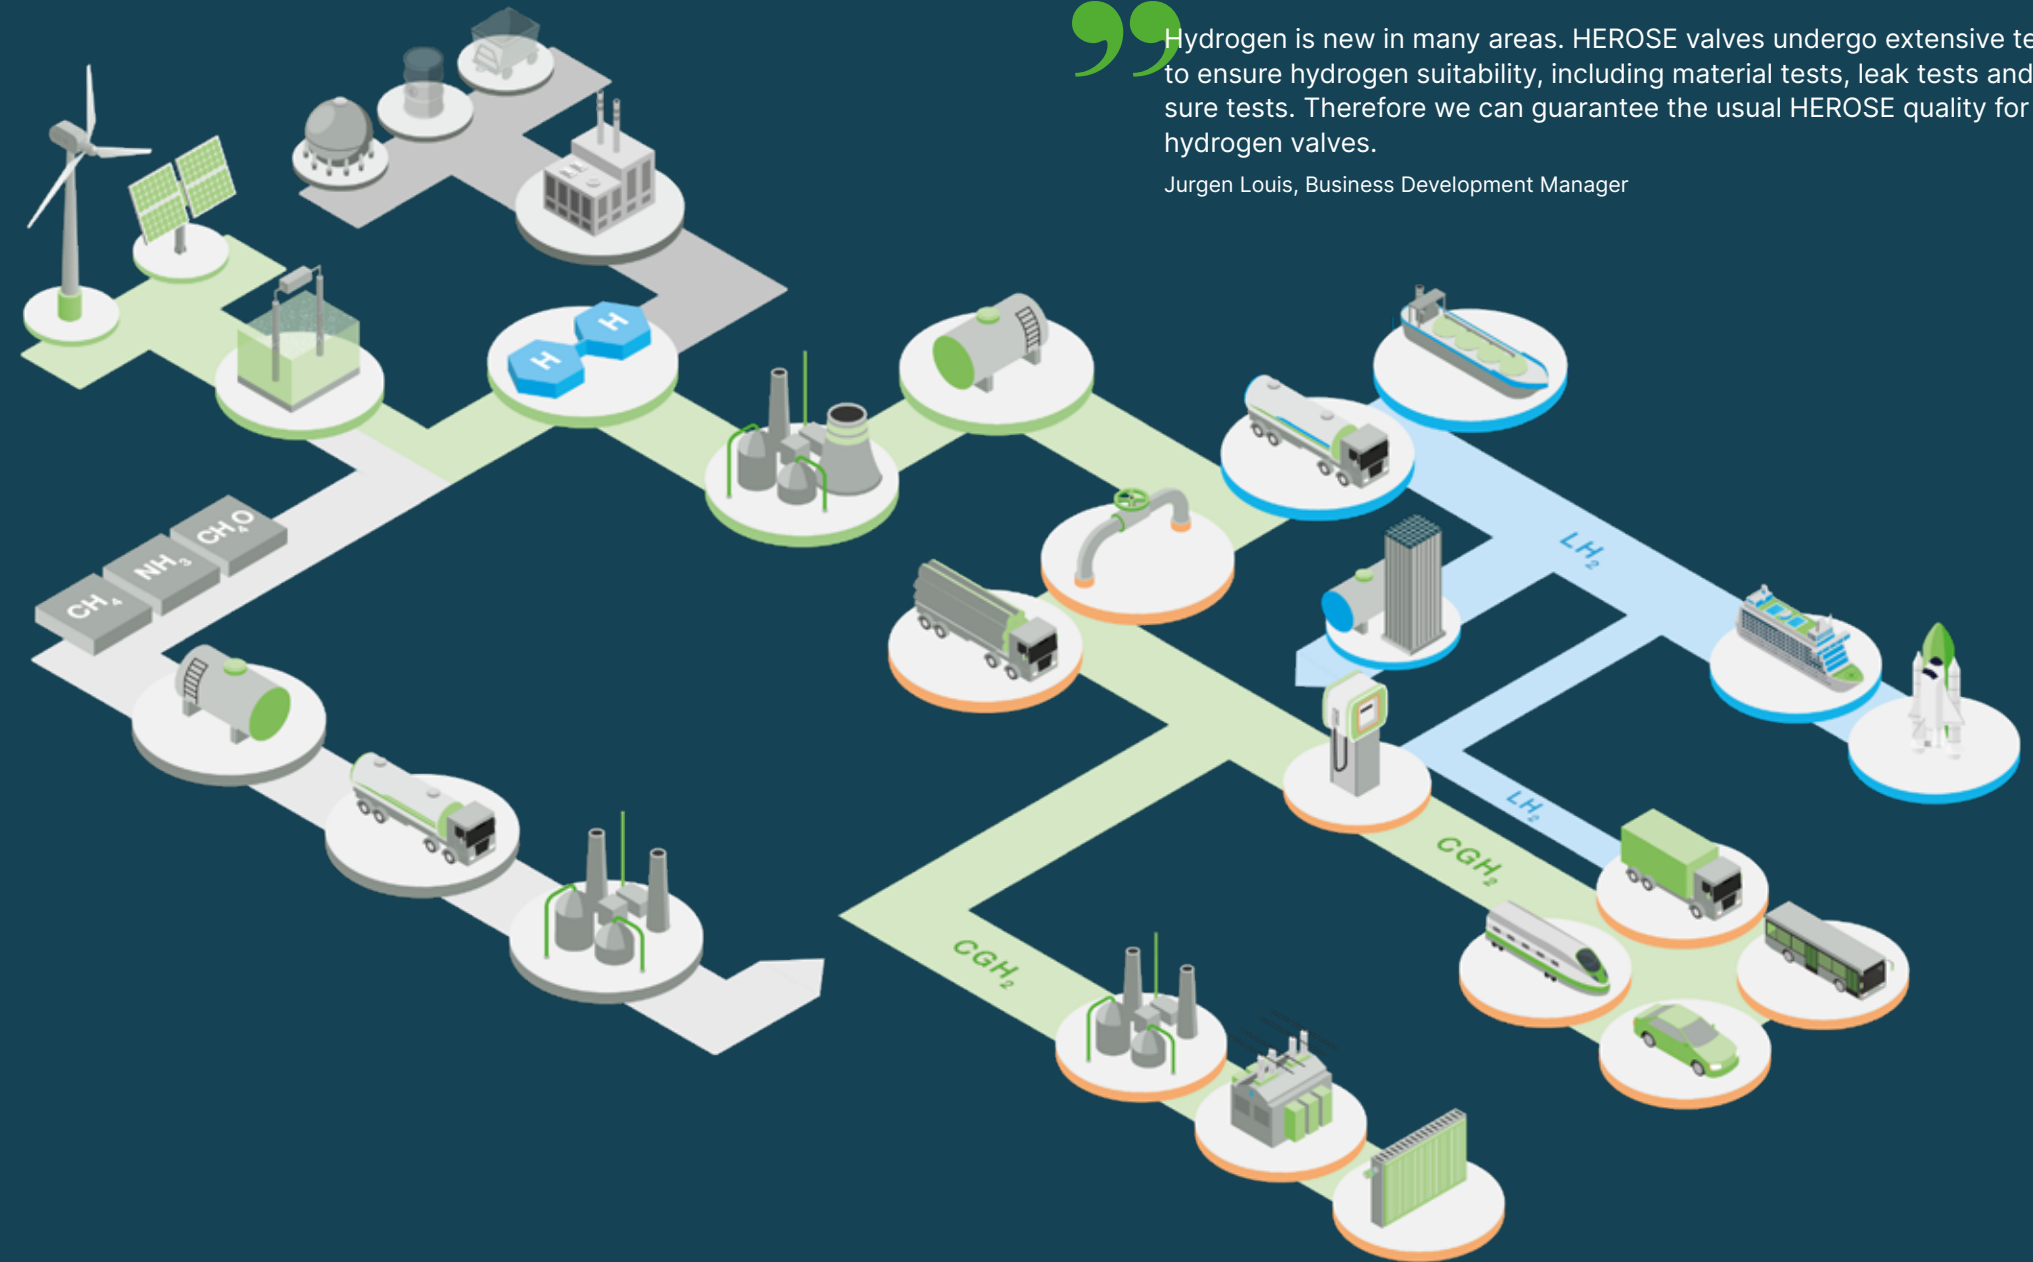 Hydrogen is new in many areas. HEROSE valves undergo extensive
to ensure hydrogen suitability, including material tests, leak tests and
sure tests. Therefore we can guarantee the usual HEROSE quality for
hydrogen valves.
Jurgen Louis, Business Development Manager
H
H
CH₄O
NH₃
CH₄
LH₂
LH₂
CGH₂
CGH₂